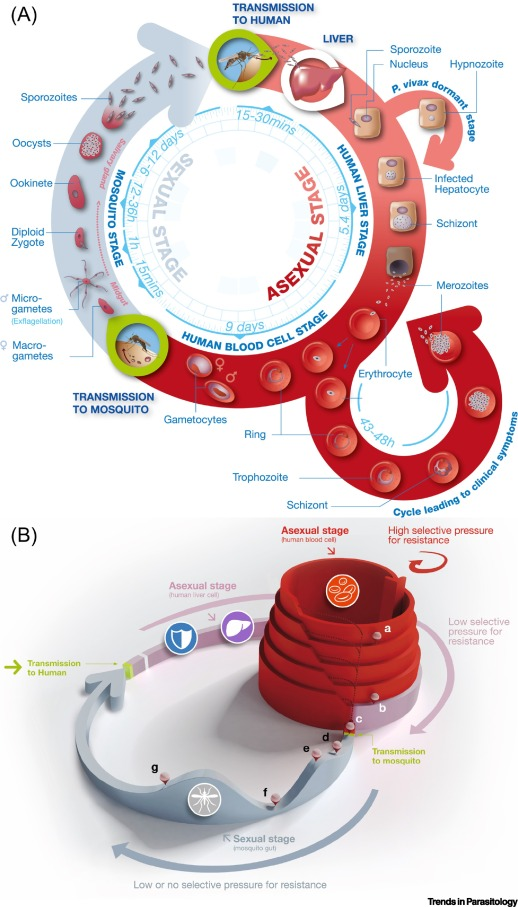 (A)
TRANSMISSION
TO HUMAN
LIVER
Sporozoite
Nucleus
Hypnozoite
P. vivax dormant
stage
Sporozoites
Oocysts
Ookinete
Diploid
Zygote
♂ Micro-
gametes
(Exflagellation)
♀ Macro-
gametes
Salivary gland
Midgut
MOSQUITO STAGE
6-12 days
12-36h
1h
15mins
SEXUAL STAGE
15-30mins
HUMAN LIVER STAGE
5.4 days
ASEXUAL STAGE
Infected
Hepatocyte
Schizont
Merozoites
9 days
HUMAN BLOOD CELL STAGE
TRANSMISSION
TO MOSQUITO
♀
♂
Gametocytes
Erythrocyte
Ring
43-48h
Trophozoite
Schizont
Cycle leading to clinical symptoms
(B)
Asexual stage
(human blood cell)
High selective pressure
for resistance
Asexual stage
(human liver cell)
Low selective
pressure for
resistance
Transmission
to Human
a
b
c
d
e
f
g
Transmission
to mosquito
Sexual stage
(mosquito gut)
Low or no selective pressure for resistance
Trends in Parasitology